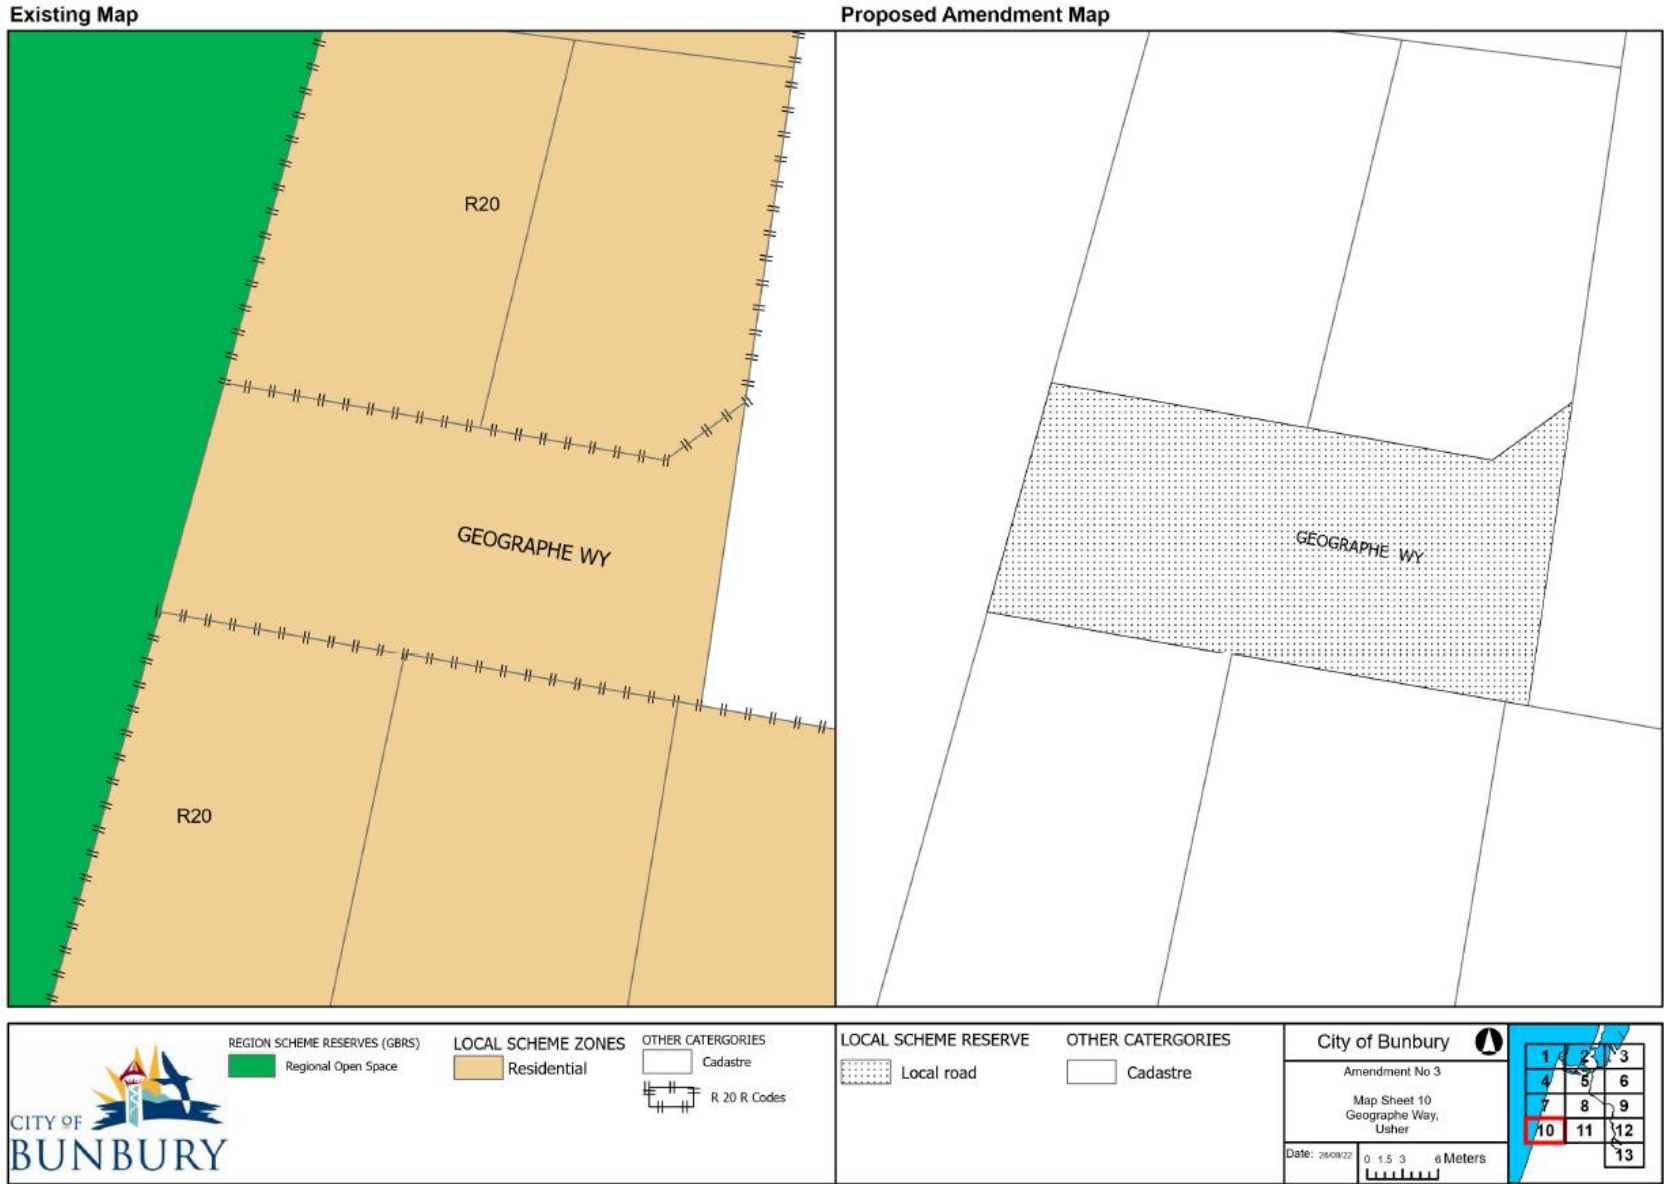 Existing Map
Proposed Amendment Map
R20
GEOGRAPHE WY
R20
GEOGRAPHE WY
CITY OF
BUNBURY
REGION SCHEME RESERVES (GBRS)
Regional Open Space
LOCAL SCHEME ZONES
Residential
OTHER CATERGORIES
Cadastre
R 20 R Codes
LOCAL SCHEME RESERVE
Local road
OTHER CATERGORIES
Cadastre
City of Bunbury
Amendment No 3
Map Sheet 10
Geographe Way,
Usher
Date: 28/09/22
0 1.5 3 6 Meters
1 2 3
4 5 6
7 8 9
10 11 12
13